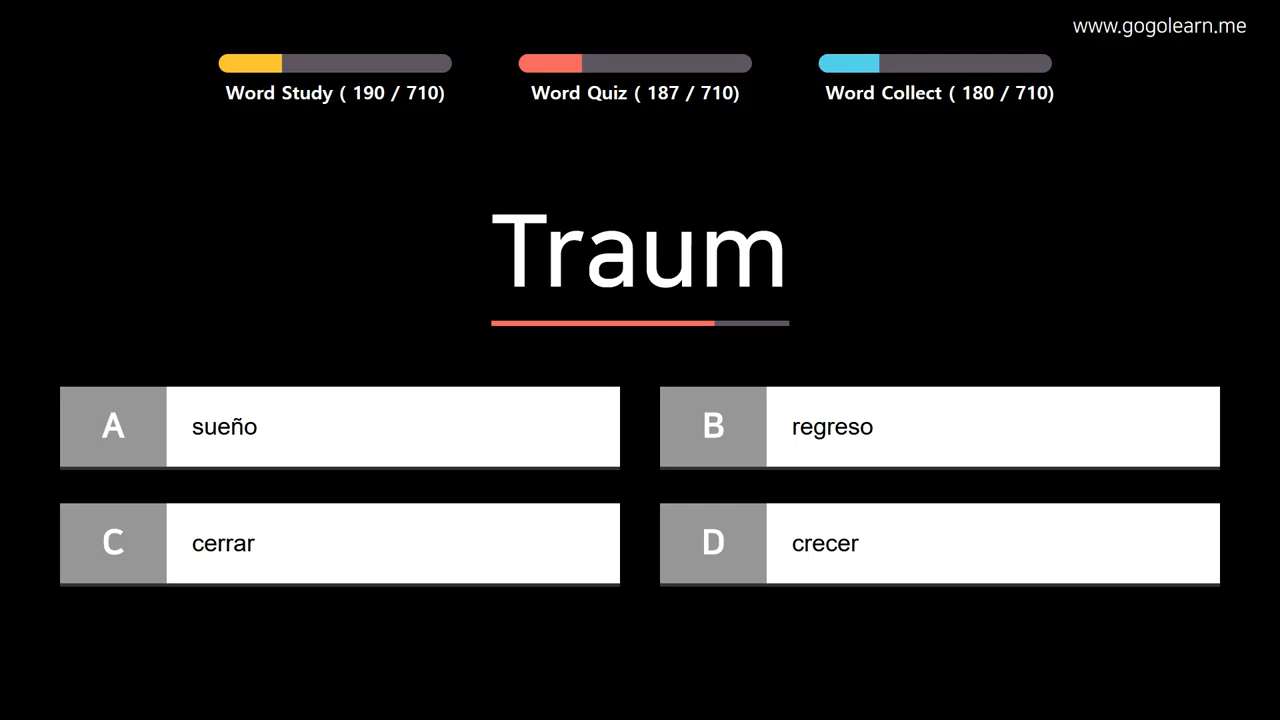 www.gogolearn.me
Word Study ( 190 / 710)
Word Quiz ( 187 / 710)
Word Collect ( 180 / 710)
Traum
A sueño
B regreso
C cerrar
D crecer